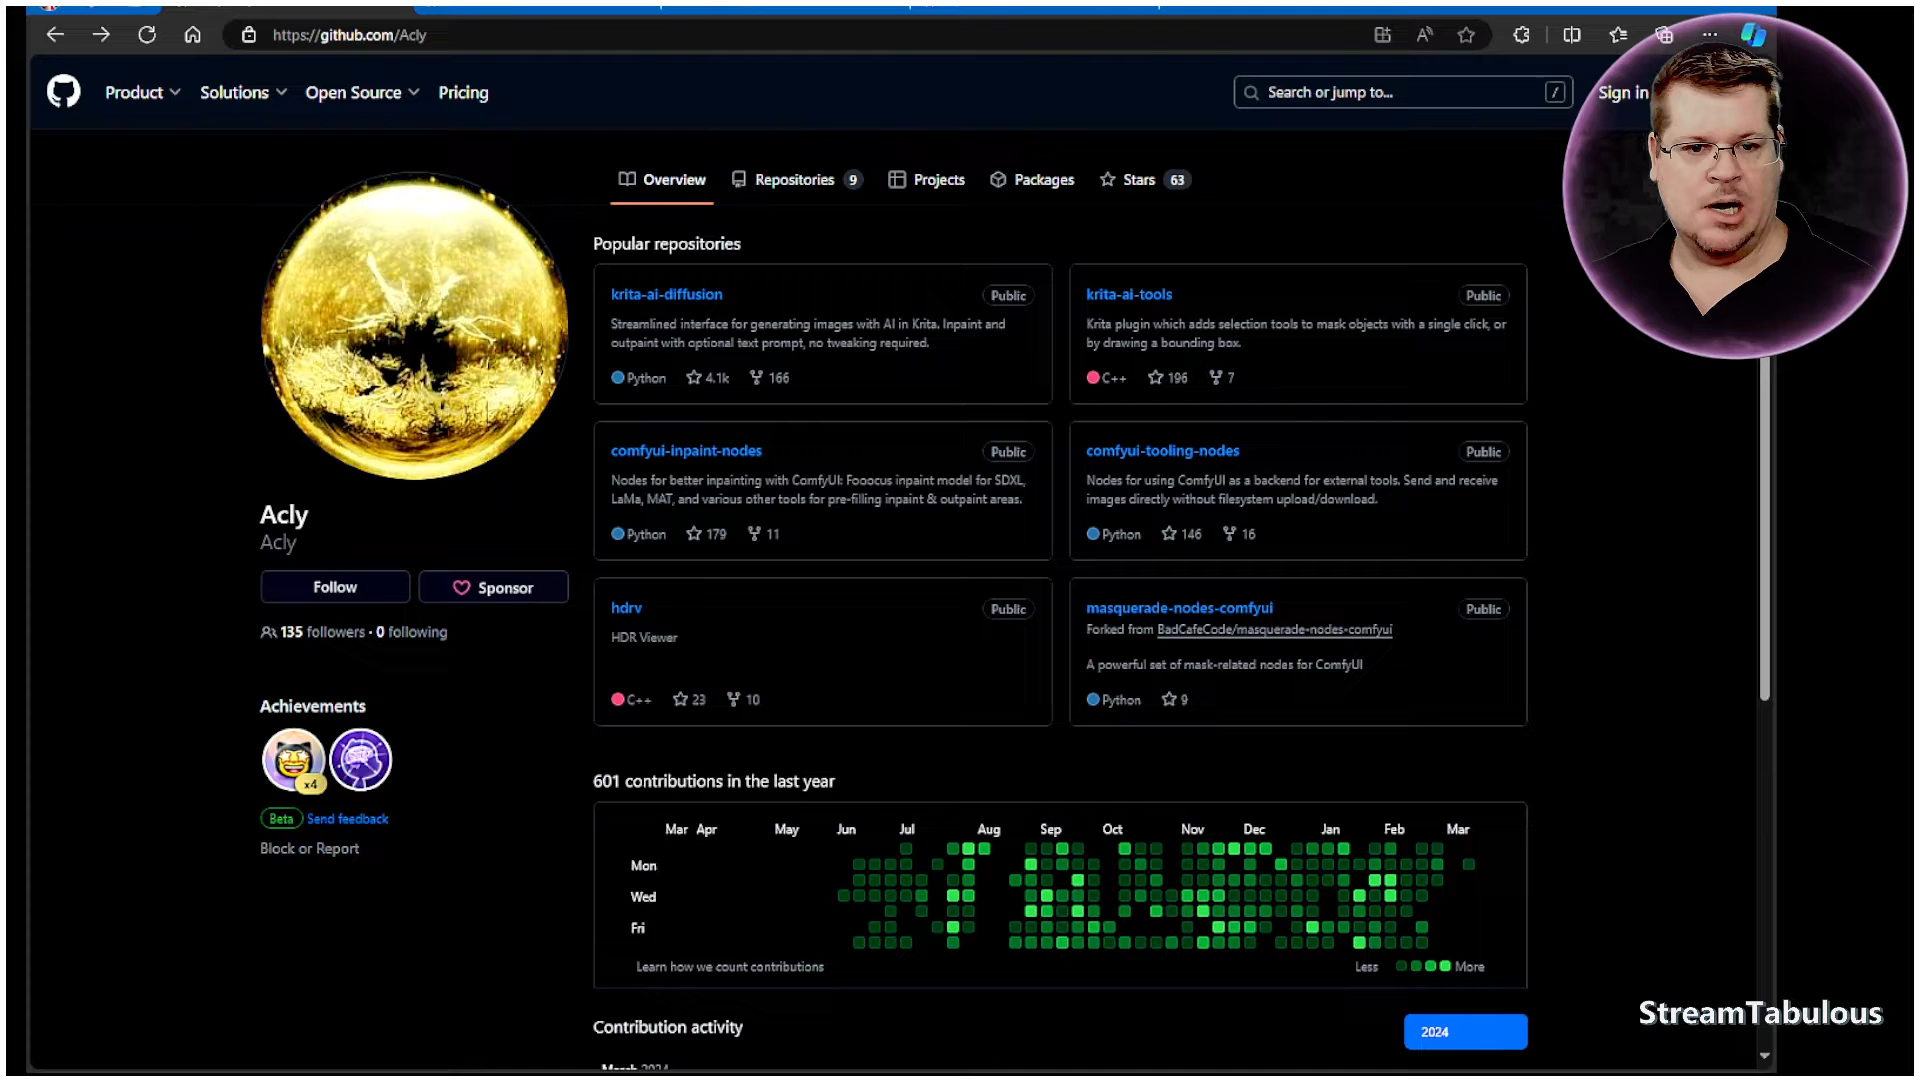 https://github.com/Acly
Product
Solutions
Open Source
Pricing
Search or jump to...
/
Sign in
Overview
Repositories 9
Projects
Packages
Stars 63
Popular repositories
krita-ai-diffusion
Public
Streamlined interface for generating images with AI in Krita. Inpaint and
outpaint with optional text prompt, no tweaking required.
Python 4.1k 166
krita-ai-tools
Public
Krita plugin which adds selection tools to mask objects with a single click, or
by drawing a bounding box.
C++ 196 7
comfyui-inpaint-nodes
Public
Nodes for better inpainting with ComfyUI: Fooocus inpaint model for SDXL,
LaMa, MAT, and various other tools for pre-filling inpaint & outpaint areas.
Python 179 11
comfyui-tooling-nodes
Public
Nodes for using ComfyUI as a backend for external tools. Send and receive
images directly without filesystem upload/download.
Python 146 16
hdrv
Public
HDR Viewer
C++ 23 10
masquerade-nodes-comfyui
Public
Forked from BadCafeCode/masquerade-nodes-comfyui
A powerful set of mask-related nodes for ComfyUI
Python 9
Acly
Acly
Follow
Sponsor
135 followers · 0 following
Achievements
x4
Beta Send feedback
Block or Report
601 contributions in the last year
Mar Apr May Jun Jul Aug Sep Oct Nov Dec Jan Feb Mar
Mon
Wed
Fri
Learn how we count contributions
Less More
Contribution activity
2024
March 2024
StreamTabulous